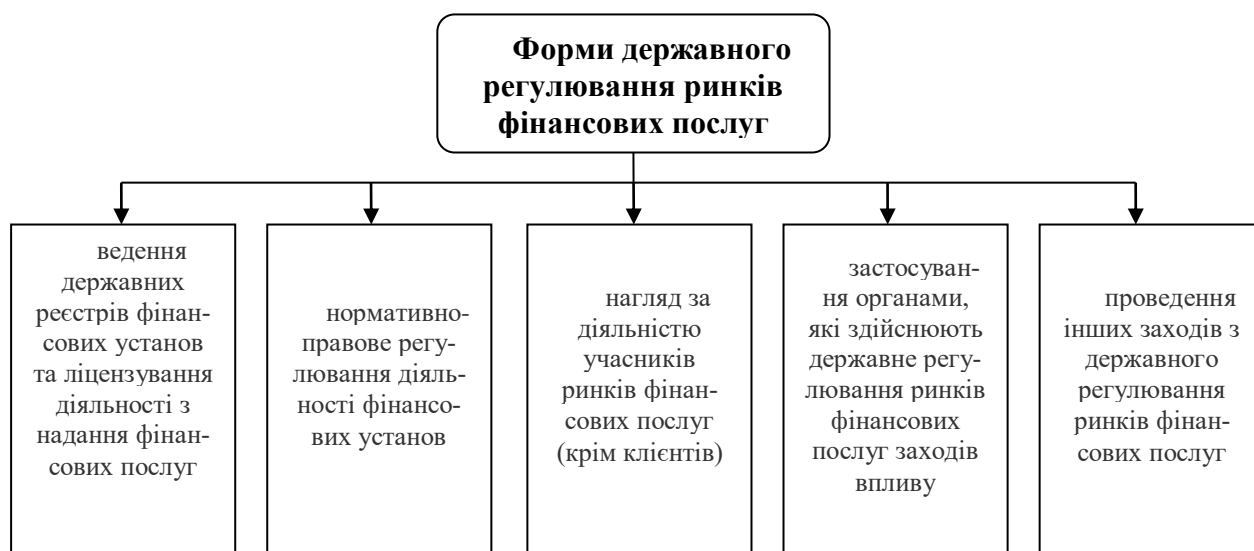 Форми державного
регулювання ринків
фінансових послуг
ведення
державних
реєстрів фінан-
сових установ
та ліцензування
діяльності з
надання фінан-
сових послуг
нормативно-
правове регу-
лювання діяль-
ності фінансо-
вих установ
нагляд за
діяльністю
учасників
ринків фінан-
сових послуг
(крім клієнтів)
застосуван-
ня органами,
які здійснюють
державне регу-
лювання ринків
фінансових
послуг заходів
впливу
проведення
інших заходів з
державного
регулювання
ринків фінан-
сових послуг